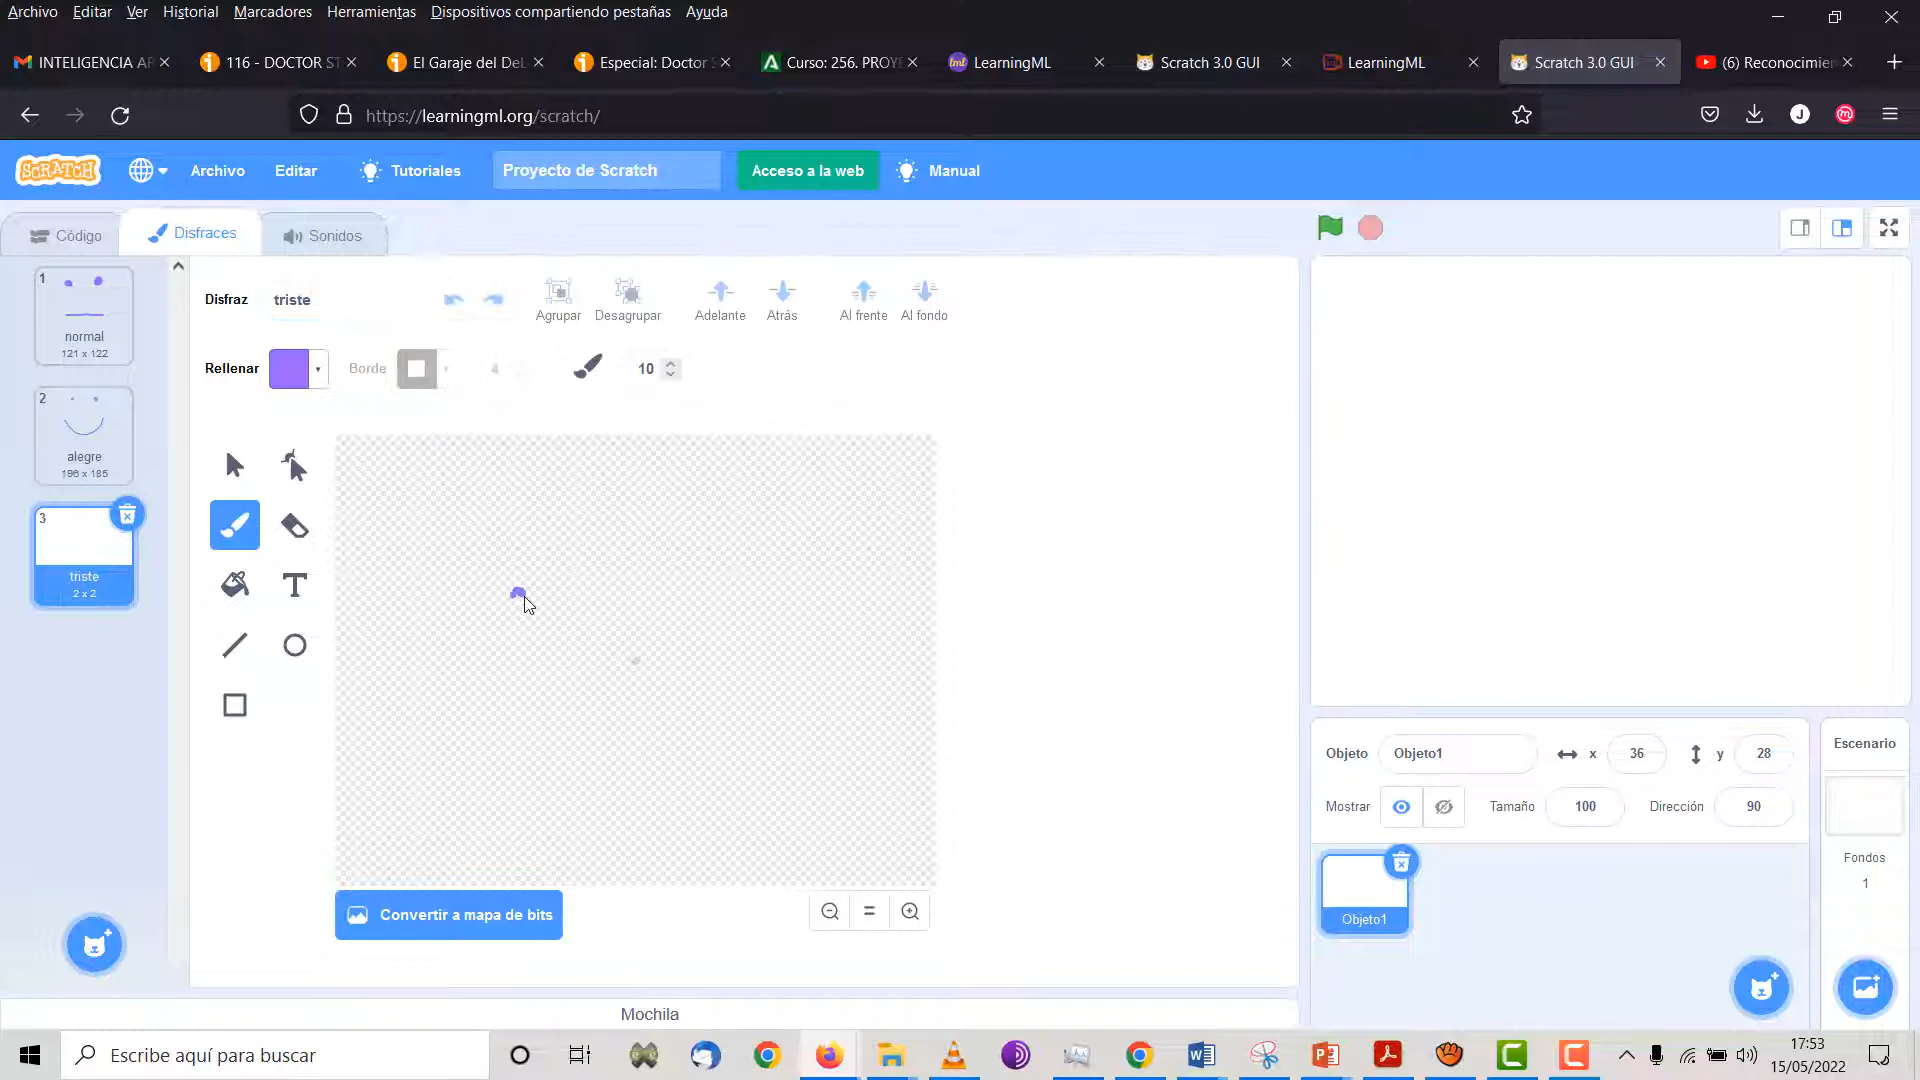 Archivo Editar Ver Historial Marcadores Herramientas Dispositivos compartiendo pestañas Ayuda
INTELIGENCIA AR 116 - DOCTOR ST El Garaje del DeL Especial: Doctor S Curso: 256. PROYE LearningML Scratch 3.0 GUI LearningML Scratch 3.0 GUI (6) Reconocimien
https://learningml.org/scratch/
SCRATCH Archivo Editar Tutoriales Proyecto de Scratch Acceso a la web Manual
Código Disfraces Sonidos
1
normal
121 x 122
2
alegre
196 x 185
3
triste
2 x 2
Disfraz triste
Agrupar Desagrupar Adelante Atrás Al frente Al fondo
Rellenar Borde 4 10
T
Convertir a mapa de bits
Objeto Objeto1 x 36 y 28
Mostrar Tamaño 100 Dirección 90
Objeto1
Escenario
Fondos
1
Mochila
Escribe aquí para buscar
17:53
15/05/2022